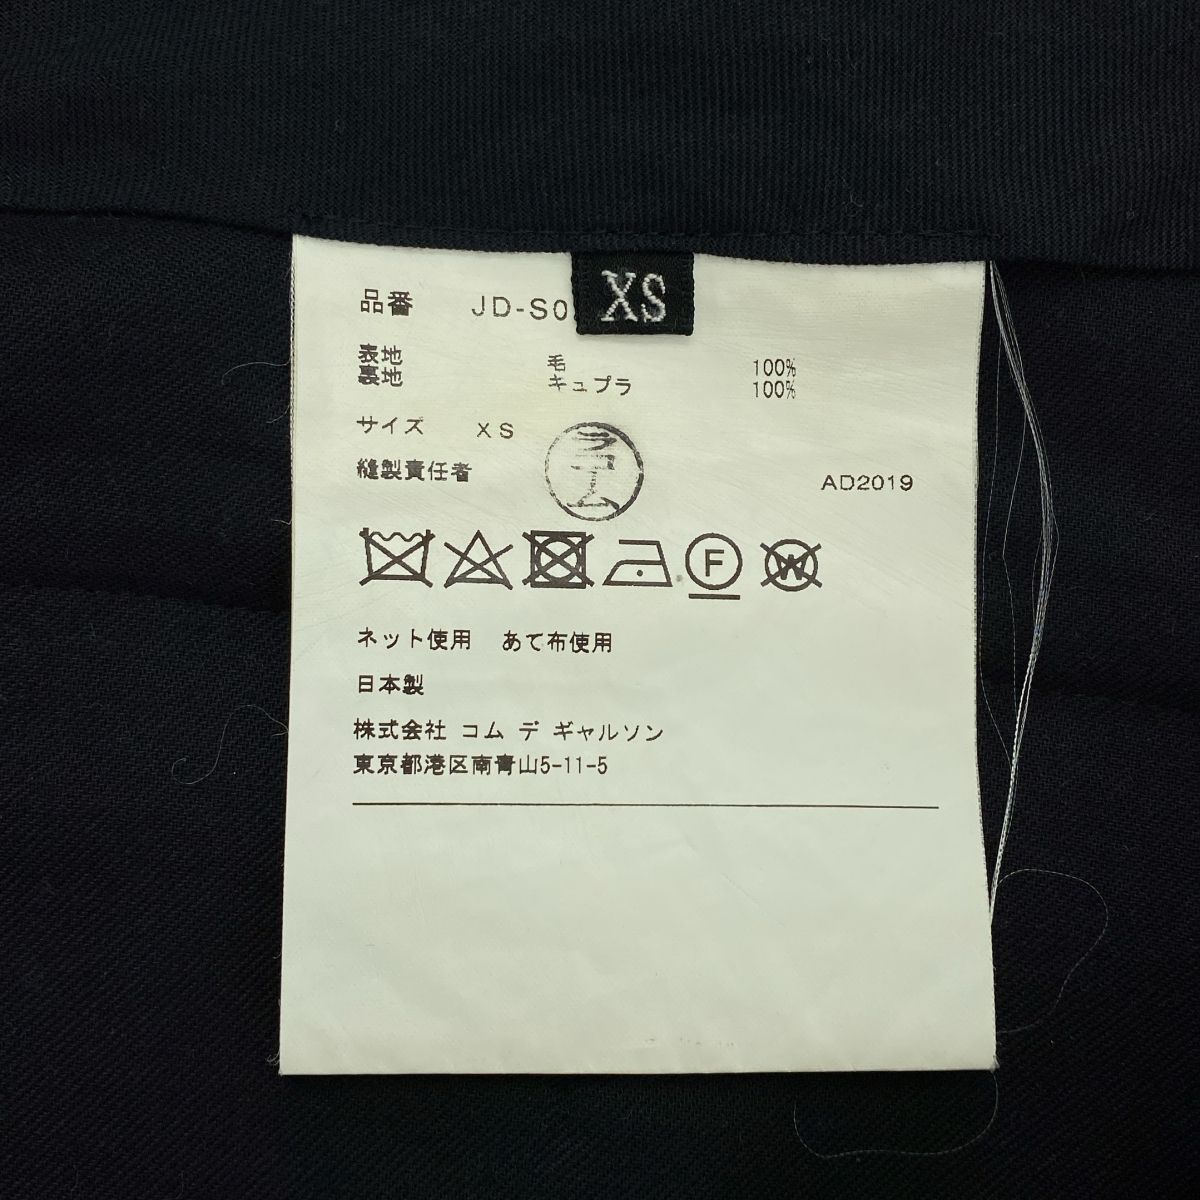 品番 JD-S0
XS
表地 毛 100%
裏地 キュプラ 100%
サイズ XS
縫製責任者 AD2019
F
W
ネット使用 あて布使用
日本製
株式会社 コム デ ギャルソン
東京都港区南青山5-11-5